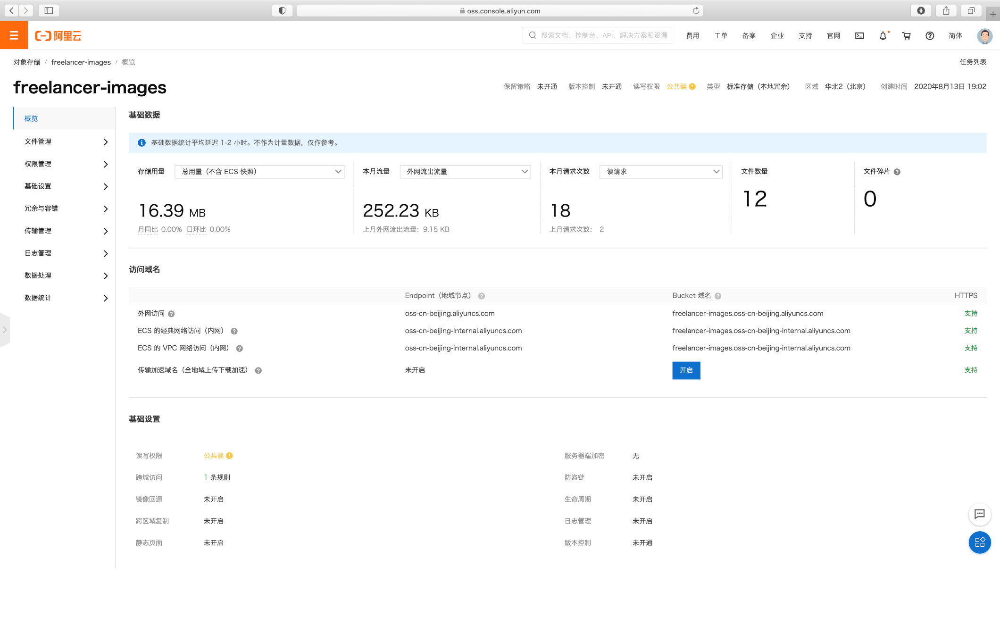 oss.console.aliyun.com
阿里云
搜索文档、控制台、API、解决方案和资源 费用 工单 备案 企业 支持 官网 简体
对象存储 / freelancer-images / 概览 任务列表
freelancer-images
保留策略 未开通 版本控制 未开通 读写权限 公共读 类型 标准存储（本地冗余） 区域 华北2（北京） 创建时间 2020年8月13日 19:02
概览
文件管理
权限管理
基础设置
冗余与容错
传输管理
日志管理
数据处理
数据统计
基础数据
基础数据统计平均延迟 1-2 小时。不作为计量数据，仅作参考。
存储用量 总用量（不含 ECS 快照） 本月流量 外网流出流量 本月请求次数 读请求 文件数量 文件碎片
16.39 MB 252.23 KB 18 12 0
月同比 0.00% 日环比 0.00% 上月外网流出流量：9.15 KB 上月请求次数： 2
访问域名
Endpoint（地域节点） Bucket 域名 HTTPS
外网访问 oss-cn-beijing.aliyuncs.com freelancer-images.oss-cn-beijing.aliyuncs.com 支持
ECS 的经典网络访问（内网） oss-cn-beijing-internal.aliyuncs.com freelancer-images.oss-cn-beijing-internal.aliyuncs.com 支持
ECS 的 VPC 网络访问（内网） oss-cn-beijing-internal.aliyuncs.com freelancer-images.oss-cn-beijing-internal.aliyuncs.com 支持
传输加速域名（全地域上传下载加速） 未开启 开启 支持
基础设置
读写权限 公共读 服务器端加密 无
跨域访问 1 条规则 防盗链 未开启
镜像回源 未开启 生命周期 未开启
跨区域复制 未开启 日志管理 未开启
静态页面 未开启 版本控制 未开通